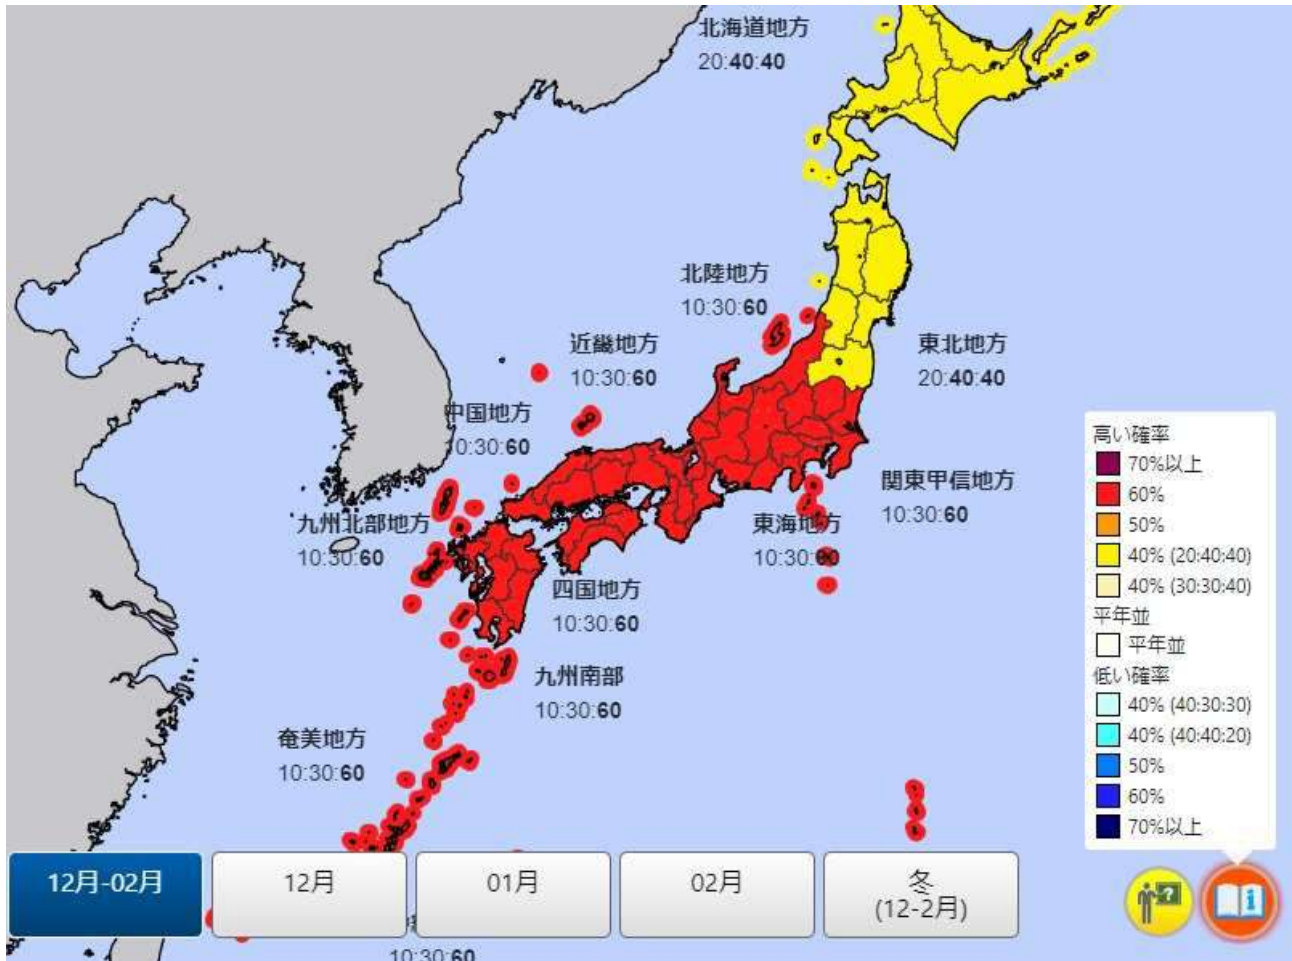 北海道地方
20:40:40
北陸地方
10:30:60
近畿地方
10:30:60
東北地方
20:40:40
中国地方
10:30:60
関東甲信地方
10:30:60
九州北部地方
10:30:60
東海地方
10:30:60
四国地方
10:30:60
九州南部
10:30:60
奄美地方
10:30:60
10:30:60
高い確率
70%以上
60%
50%
40% (20:40:40)
40% (30:30:40)
平年並
平年並
低い確率
40% (40:30:30)
40% (40:40:20)
50%
60%
70%以上
12月-02月
12月
01月
02月
冬
(12-2月)
?
i